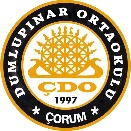 DUMLUPINAR ORTAOKULU
ÇDO
1997
ÇORUM